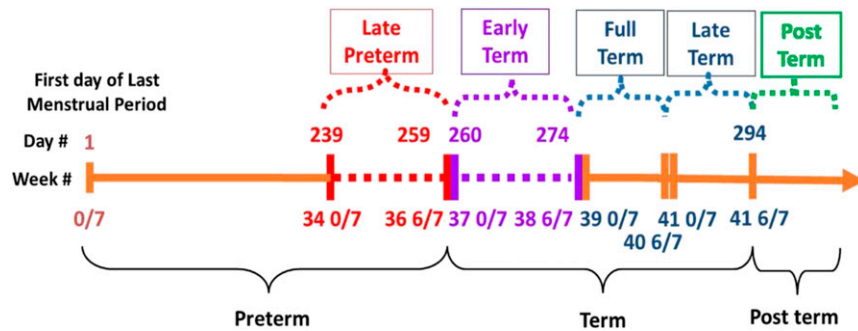 Late
Preterm
Early
Term
Full
Term
Late
Term
Post
Term
First day of Last
Menstrual Period
Day # 1 239 259 260 274 294
Week #
0/7 34 0/7 36 6/7 37 0/7 38 6/7 39 0/7 41 0/7 41 6/7
40 6/7
Preterm Term Post term